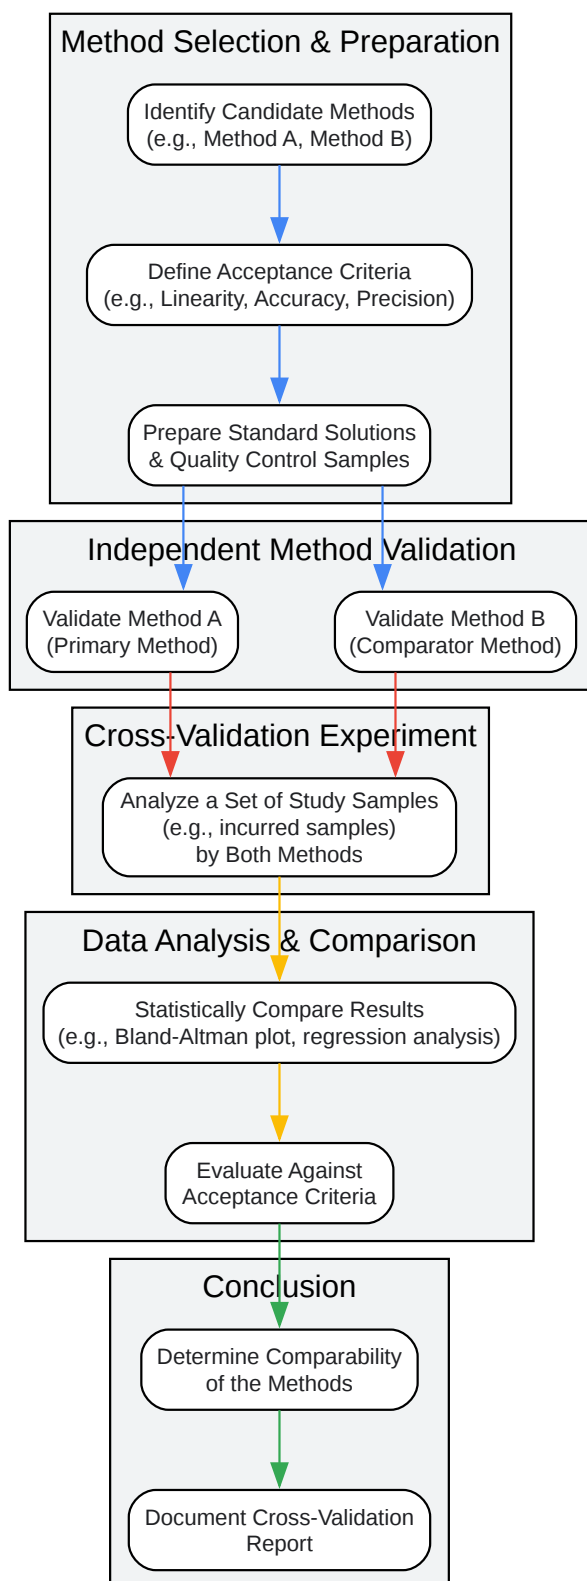 Method Selection & Preparation
Identify Candidate Methods
(e.g., Method A, Method B)
Define Acceptance Criteria
(e.g., Linearity, Accuracy, Precision)
Prepare Standard Solutions
& Quality Control Samples
Independent Method Validation
Validate Method A
(Primary Method)
Validate Method B
(Comparator Method)
Cross-Validation Experiment
Analyze a Set of Study Samples
(e.g., incurred samples)
by Both Methods
Data Analysis & Comparison
Statistically Compare Results
(e.g., Bland-Altman plot, regression analysis)
Evaluate Against
Acceptance Criteria
Conclusion
Determine Comparability
of the Methods
Document Cross-Validation
Report